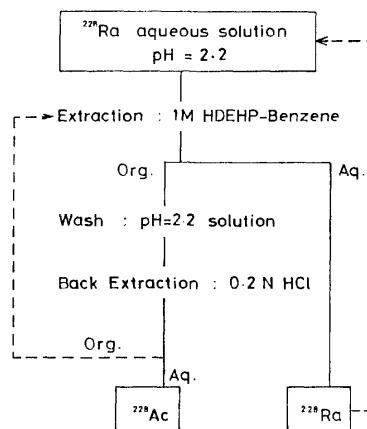 ²²⁸Ra aqueous solution
pH = 2·2
Extraction : 1M HDEHP-Benzene
Org.
Aq.
Wash : pH=2·2 solution
Back Extraction : 0.2 N HCl
Org.
Aq.
²²⁸Ac
²²⁸Ra